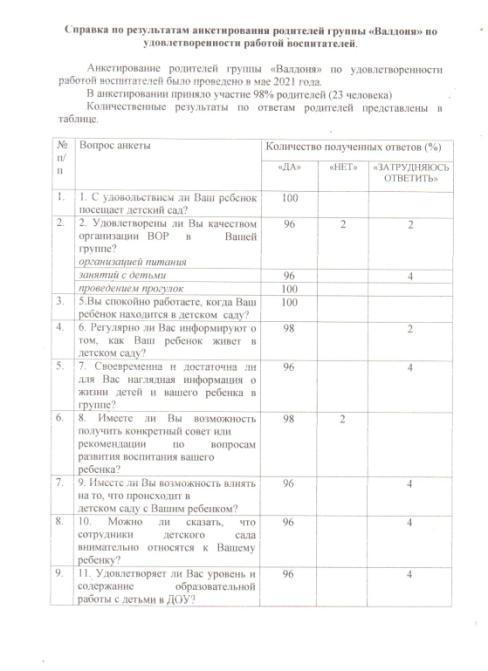 Справка по результатам анкетирования родителей группы «Валдоня» по
удовлетворенности работой воспитателей.
Анкетирование родителей группы «Валдоня» по удовлетворенности
работой воспитателей было проведено в мае 2021 года.
В анкетировании приняло участие 98% родителей (23 человека)
Количественные результаты по ответам родителей представлены в
таблице.
№ п/п Вопрос анкеты Количество полученных ответов (%)
«ДА» «НЕТ» «ЗАТРУДНЯЮСЬ ОТВЕТИТЬ»
1. 1. С удовольствием ли Ваш ребенок 100
посещает детский сад?
2. 2. Удовлетворены ли Вы качеством 96 2 2
организации ВОР в Вашей
группе?
организацией питания
занятий с детьми 96 4
проведением прогулок 100
3. 5.Вы спокойно работаете, когда Ваш 100
ребёнок находится в детском саду?
4. 6. Регулярно ли Вас информируют о 98 2
том, как Ваш ребенок живет в
детском саду?
5. 7. Своевременна и достаточна ли 96 4
для Вас наглядная информация о
жизни детей и вашего ребенка в
группе?
6. 8. Имеете ли Вы возможность 98 2
получить конкретный совет или
рекомендации по вопросам
развития воспитания вашего
ребенка?
7. 9. Имеете ли Вы возможность влиять 96 4
на то, что происходит в
детском саду с Вашим ребенком?
8. 10. Можно ли сказать, что 96 4
сотрудники детского сада
внимательно относятся к Вашему
ребенку?
9. 11. Удовлетворяет ли Вас уровень и 96 4
содержание образовательной
работы с детьми в ДОУ?